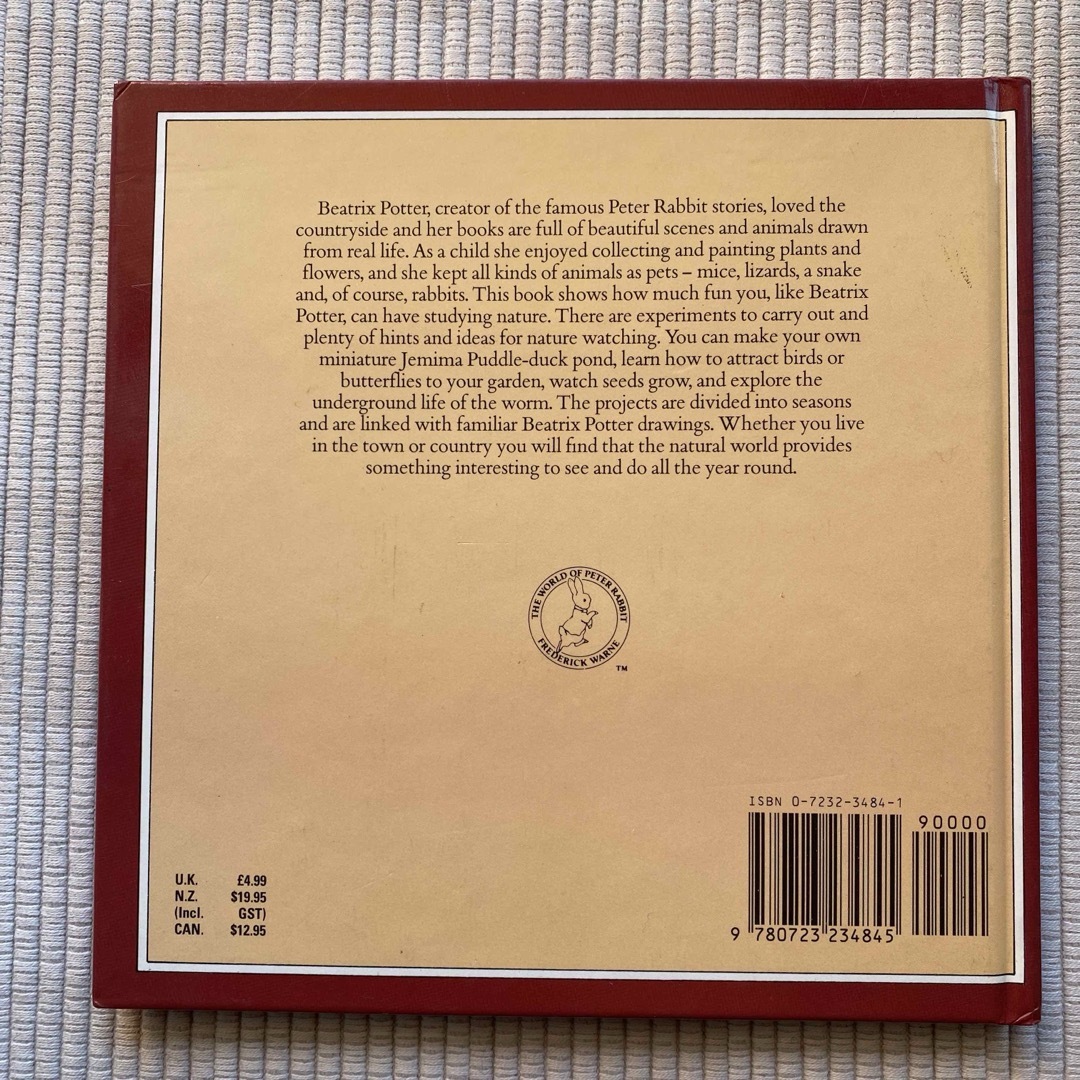 Beatrix Potter, creator of the famous Peter Rabbit stories, loved the
countryside and her books are full of beautiful scenes and animals drawn
from real life. As a child she enjoyed collecting and painting plants and
flowers, and she kept all kinds of animals as pets – mice, lizards, a snake
and, of course, rabbits. This book shows how much fun you, like Beatrix
Potter, can have studying nature. There are experiments to carry out and
plenty of hints and ideas for nature watching. You can make your own
miniature Jemima Puddle-duck pond, learn how to attract birds or
butterflies to your garden, watch seeds grow, and explore the
underground life of the worm. The projects are divided into seasons
and are linked with familiar Beatrix Potter drawings. Whether you live
in the town or country you will find that the natural world provides
something interesting to see and do all the year round.
THE WORLD OF PETER RABBIT
FREDERICK WARNE
TM
ISBN 0-7232-3484-1
90000
9 780723 234845
U.K. £4.99
N.Z. $19.95
(Incl. GST)
CAN. $12.95